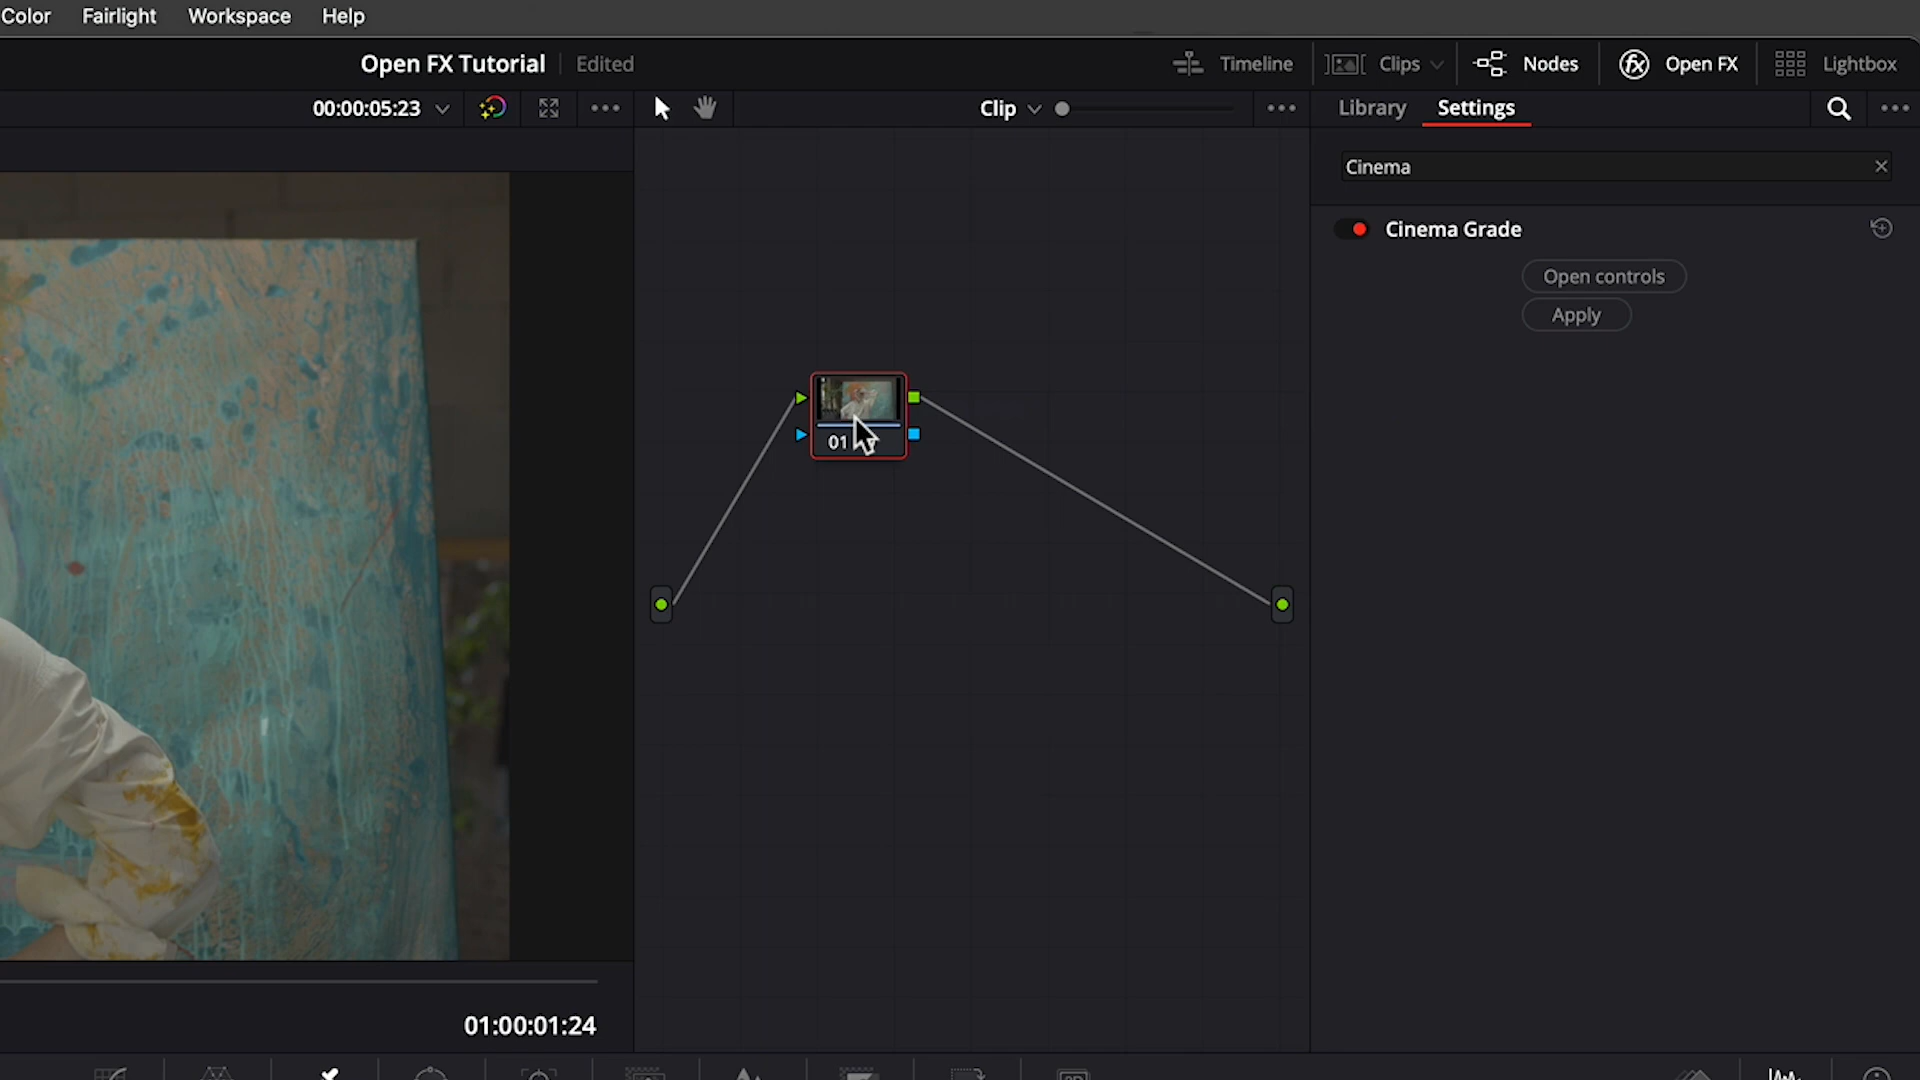 Color Fairlight Workspace Help
Open FX Tutorial Edited Timeline Clips Nodes Open FX Lightbox
00:00:05:23 Clip Library Settings
Cinema
Cinema Grade
Open controls
Apply
01
01:00:01:24